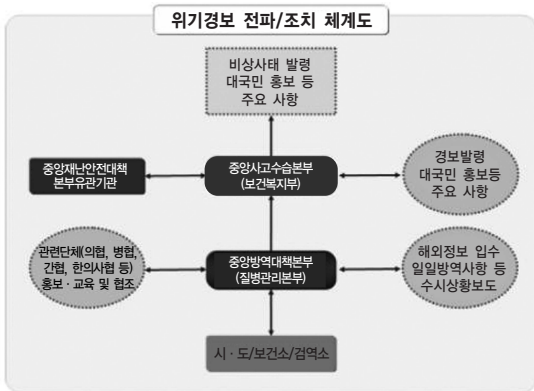 위기경보 전파/조치 체계도
비상사태 발령
대국민 홍보 등
주요 사항
중앙재난안전대책
본부유관기관
중앙사고수습본부
(보건복지부)
경보발령
대국민 홍보등
주요 사항
관련단체(의협, 병협,
간협, 한의사협 등)
홍보·교육 및 협조
중앙방역대책본부
(질병관리본부)
해외정보 입수
일일방역사항 등
수시상황보도
시·도/보건소/검역소